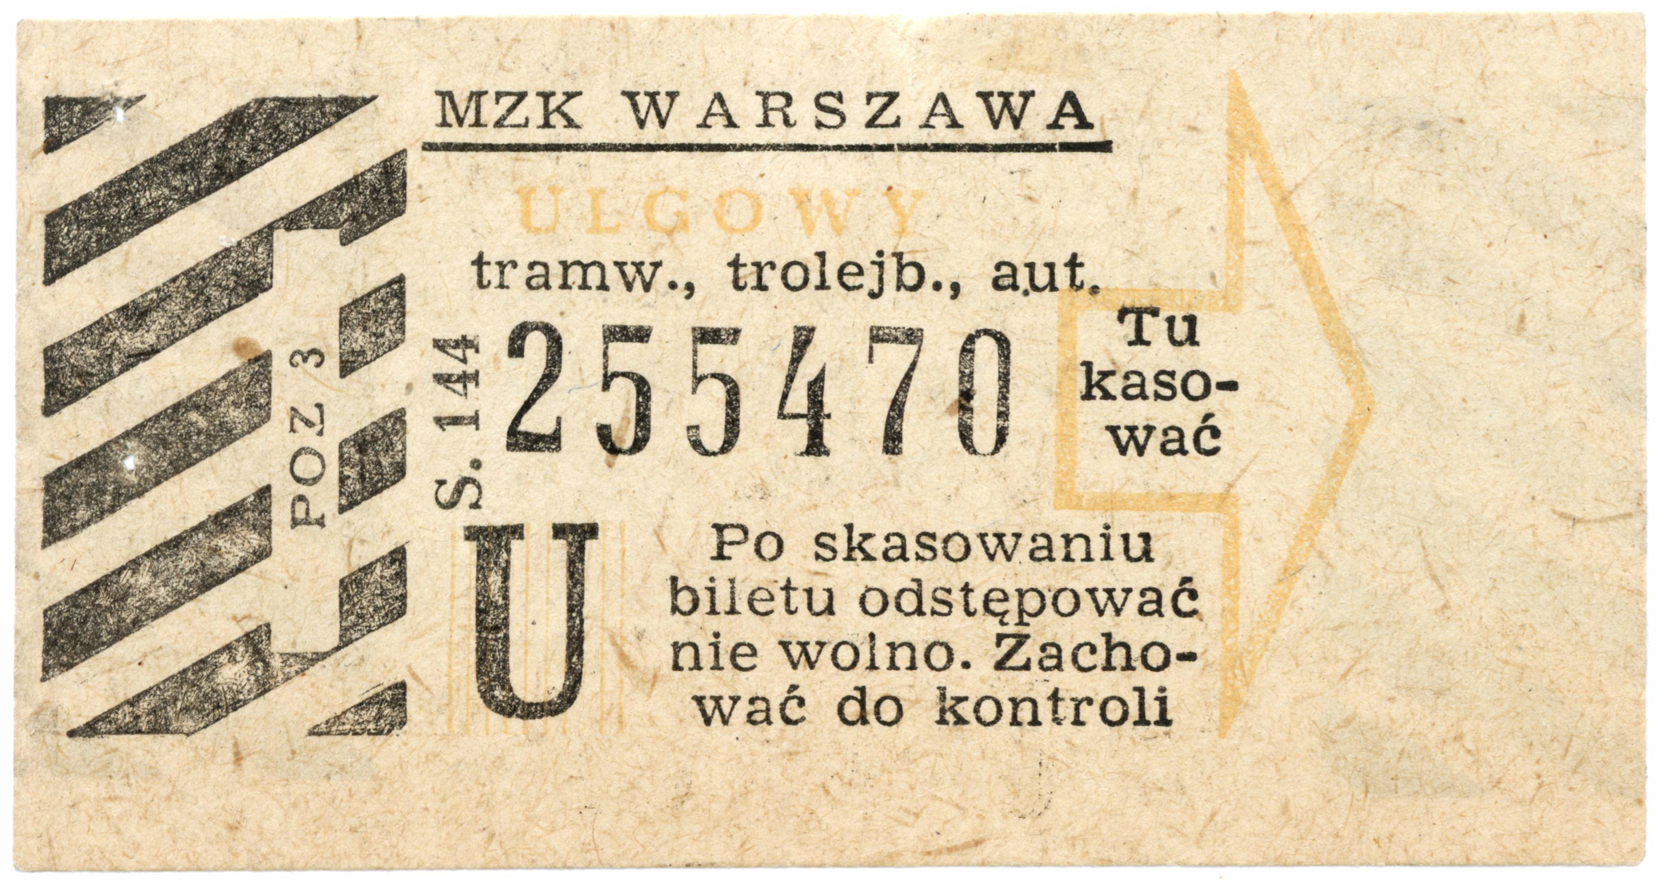 MZK WARSZAWA
ULGOWY
tramw., trolejb., aut.
POZ 3
S. 144
255470
Tu
kaso-
wać
U
Po skasowaniu
biletu odstępować
nie wolno. Zacho-
wać do kontroli